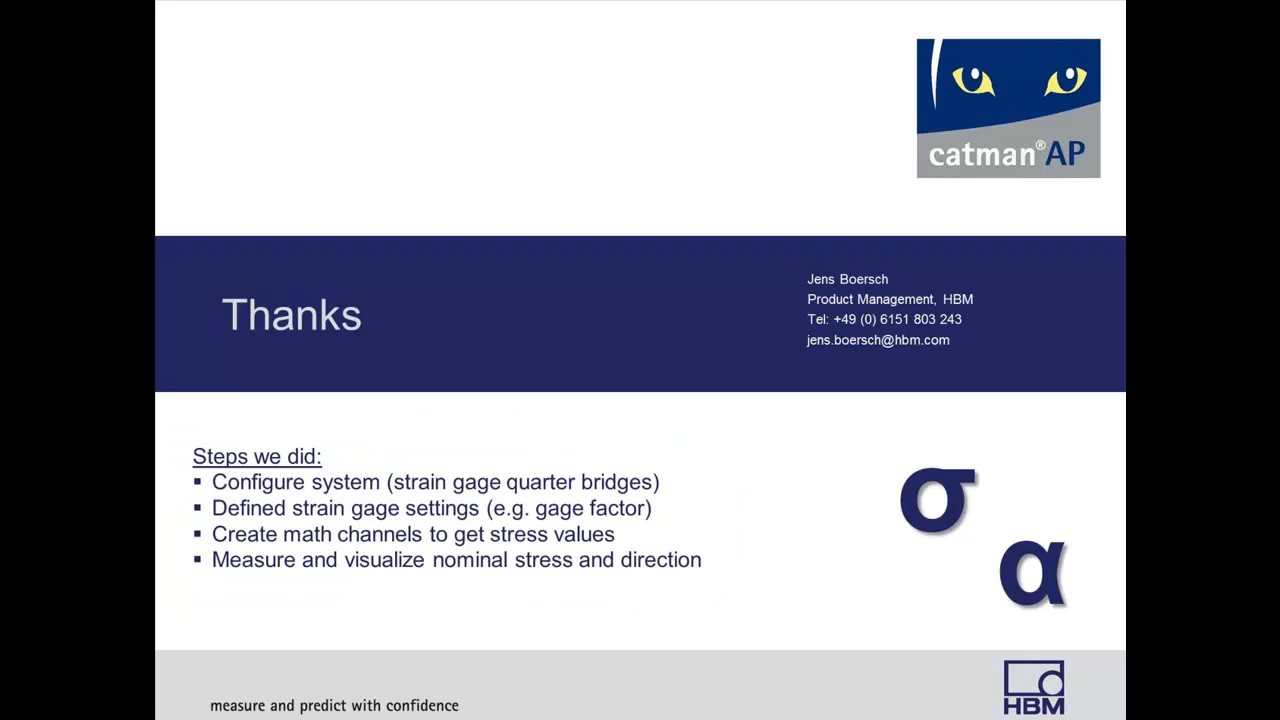 catman®AP
Thanks
Jens Boersch
Product Management, HBM
Tel: +49 (0) 6151 803 243
jens.boersch@hbm.com
Steps we did:
▪ Configure system (strain gage quarter bridges)
▪ Defined strain gage settings (e.g. gage factor)
▪ Create math channels to get stress values
▪ Measure and visualize nominal stress and direction
σ
α
measure and predict with confidence
HBM